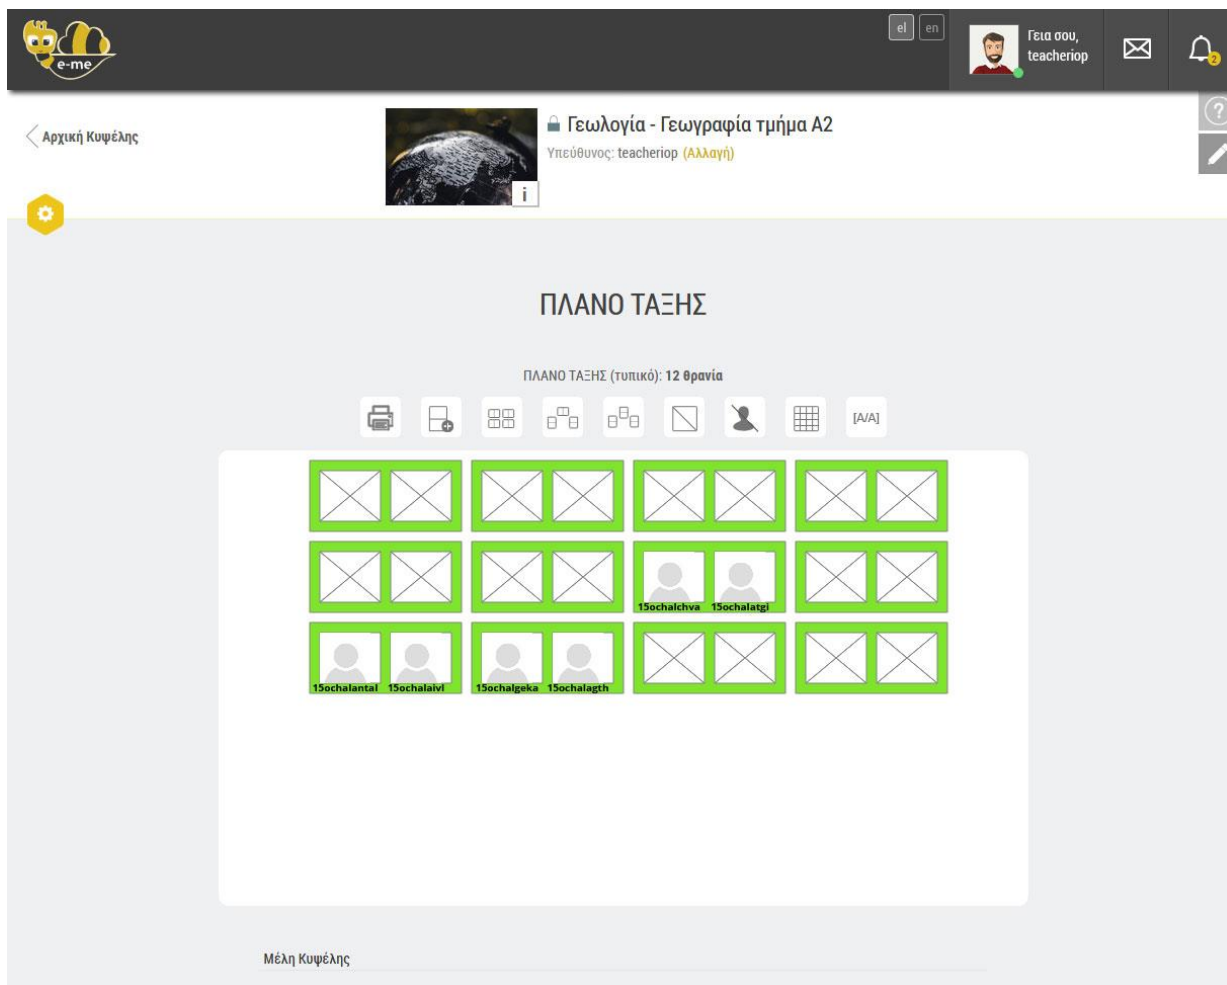 e-me
el en
Γεια σου,
teacheriop
2
Αρχική Κυψέλης
Γεωλογία - Γεωγραφία τμήμα Α2
Υπεύθυνος: teacheriop (Αλλαγή)
i
?
ΠΛΑΝΟ ΤΑΞΗΣ
ΠΛΑΝΟ ΤΑΞΗΣ (τυπικό): 12 θρανία
[Α/Α]
15ochalchva 15ochalatgi
15ochalantal 15ochalaivl 15ochalgeka 15ochalagth
Μέλη Κυψέλης